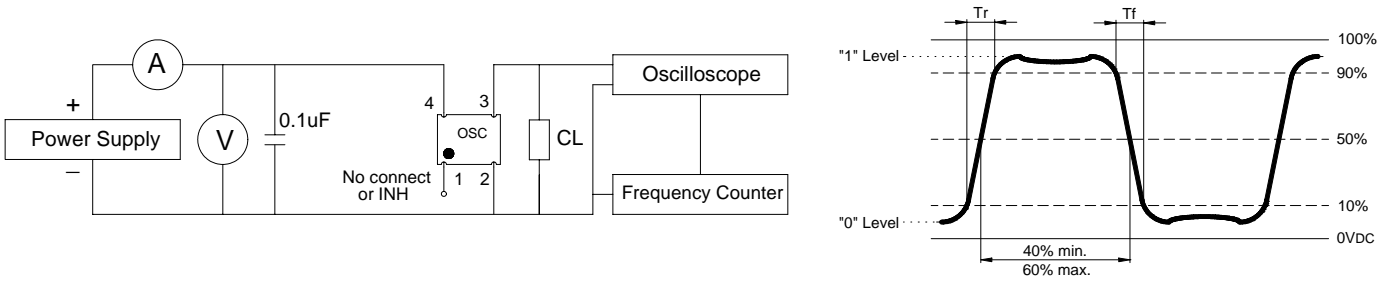 A
+
Power Supply
–
V
0.1uF
4
3
OSC
1
2
No connect
or INH
CL
Oscilloscope
Frequency Counter
Tr
Tf
"1" Level
"0" Level
100%
90%
50%
10%
0VDC
40% min.
60% max.